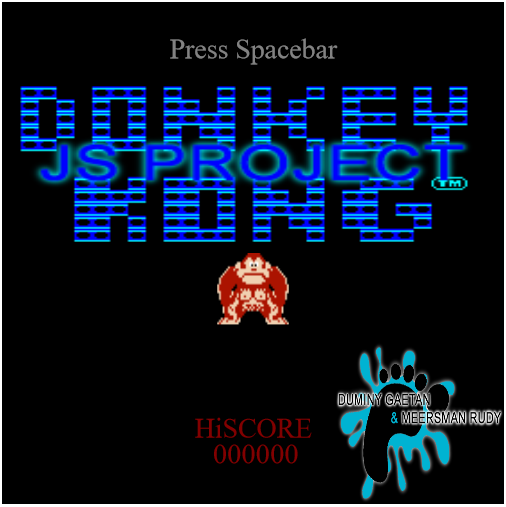 Press Spacebar
DONKEY
JS PROJECT
TM
KONG
DUMINY GAETAN
& MEERSMAN RUDY
HiSCORE
000000